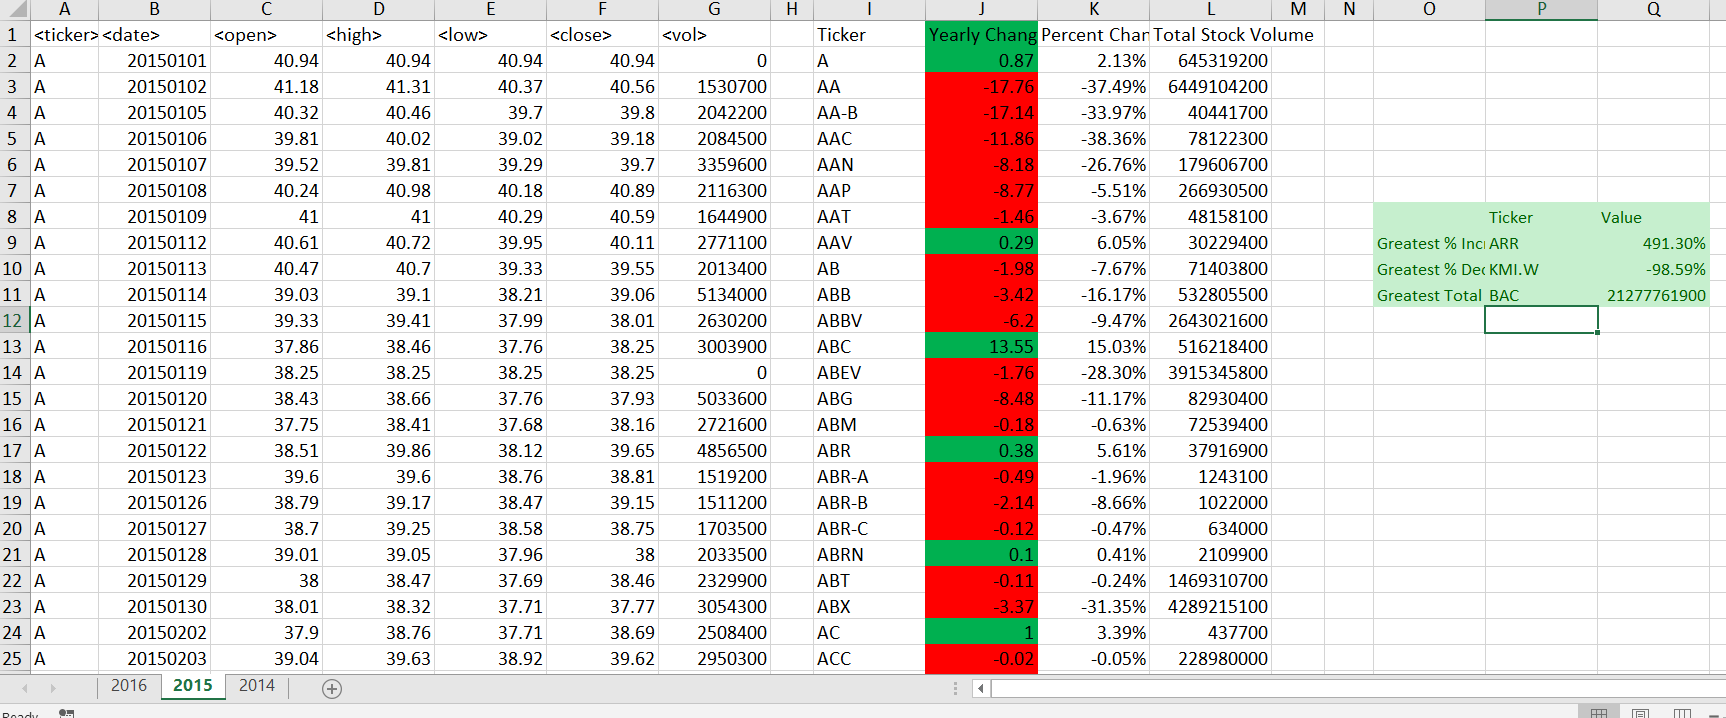 A B C D E F G H I J K L M N O P Q
1 <ticker> <date> <open> <high> <low> <close> <vol> Ticker Yearly Chang Percent Chan Total Stock Volume
2 A 20150101 40.94 40.94 40.94 40.94 0 A 0.87 2.13% 645319200
3 A 20150102 41.18 41.31 40.37 40.56 1530700 AA -17.76 -37.49% 6449104200
4 A 20150105 40.32 40.46 39.7 39.8 2042200 AA-B -17.14 -33.97% 40441700
5 A 20150106 39.81 40.02 39.02 39.18 2084500 AAC -11.86 -38.36% 78122300
6 A 20150107 39.52 39.81 39.29 39.7 3359600 AAN -8.18 -26.76% 179606700
7 A 20150108 40.24 40.98 40.18 40.89 2116300 AAP -8.77 -5.51% 266930500
8 A 20150109 41 41 40.29 40.59 1644900 AAT -1.46 -3.67% 48158100 Ticker Value
9 A 20150112 40.61 40.72 39.95 40.11 2771100 AAV 0.29 6.05% 30229400 Greatest % Inc ARR 491.30%
10 A 20150113 40.47 40.7 39.33 39.55 2013400 AB -1.98 -7.67% 71403800 Greatest % Dec KMI.W -98.59%
11 A 20150114 39.03 39.1 38.21 39.06 5134000 ABB -3.42 -16.17% 532805500 Greatest Total BAC 21277761900
12 A 20150115 39.33 39.41 37.99 38.01 2630200 ABBV -6.2 -9.47% 2643021600
13 A 20150116 37.86 38.46 37.76 38.25 3003900 ABC 13.55 15.03% 516218400
14 A 20150119 38.25 38.25 38.25 38.25 0 ABEV -1.76 -28.30% 3915345800
15 A 20150120 38.43 38.66 37.76 37.93 5033600 ABG -8.48 -11.17% 82930400
16 A 20150121 37.75 38.41 37.68 38.16 2721600 ABM -0.18 -0.63% 72539400
17 A 20150122 38.51 39.86 38.12 39.65 4856500 ABR 0.38 5.61% 37916900
18 A 20150123 39.6 39.6 38.76 38.81 1519200 ABR-A -0.49 -1.96% 1243100
19 A 20150126 38.79 39.17 38.47 39.15 1511200 ABR-B -2.14 -8.66% 1022000
20 A 20150127 38.7 39.25 38.58 38.75 1703500 ABR-C -0.12 -0.47% 634000
21 A 20150128 39.01 39.05 37.96 38 2033500 ABRN 0.1 0.41% 2109900
22 A 20150129 38 38.47 37.69 38.46 2329900 ABT -0.11 -0.24% 1469310700
23 A 20150130 38.01 38.32 37.71 37.77 3054300 ABX -3.37 -31.35% 4289215100
24 A 20150202 37.9 38.76 37.71 38.69 2508400 AC 1 3.39% 437700
25 A 20150203 39.04 39.63 38.92 39.62 2950300 ACC -0.02 -0.05% 228980000
2016 2015 2014
Ready